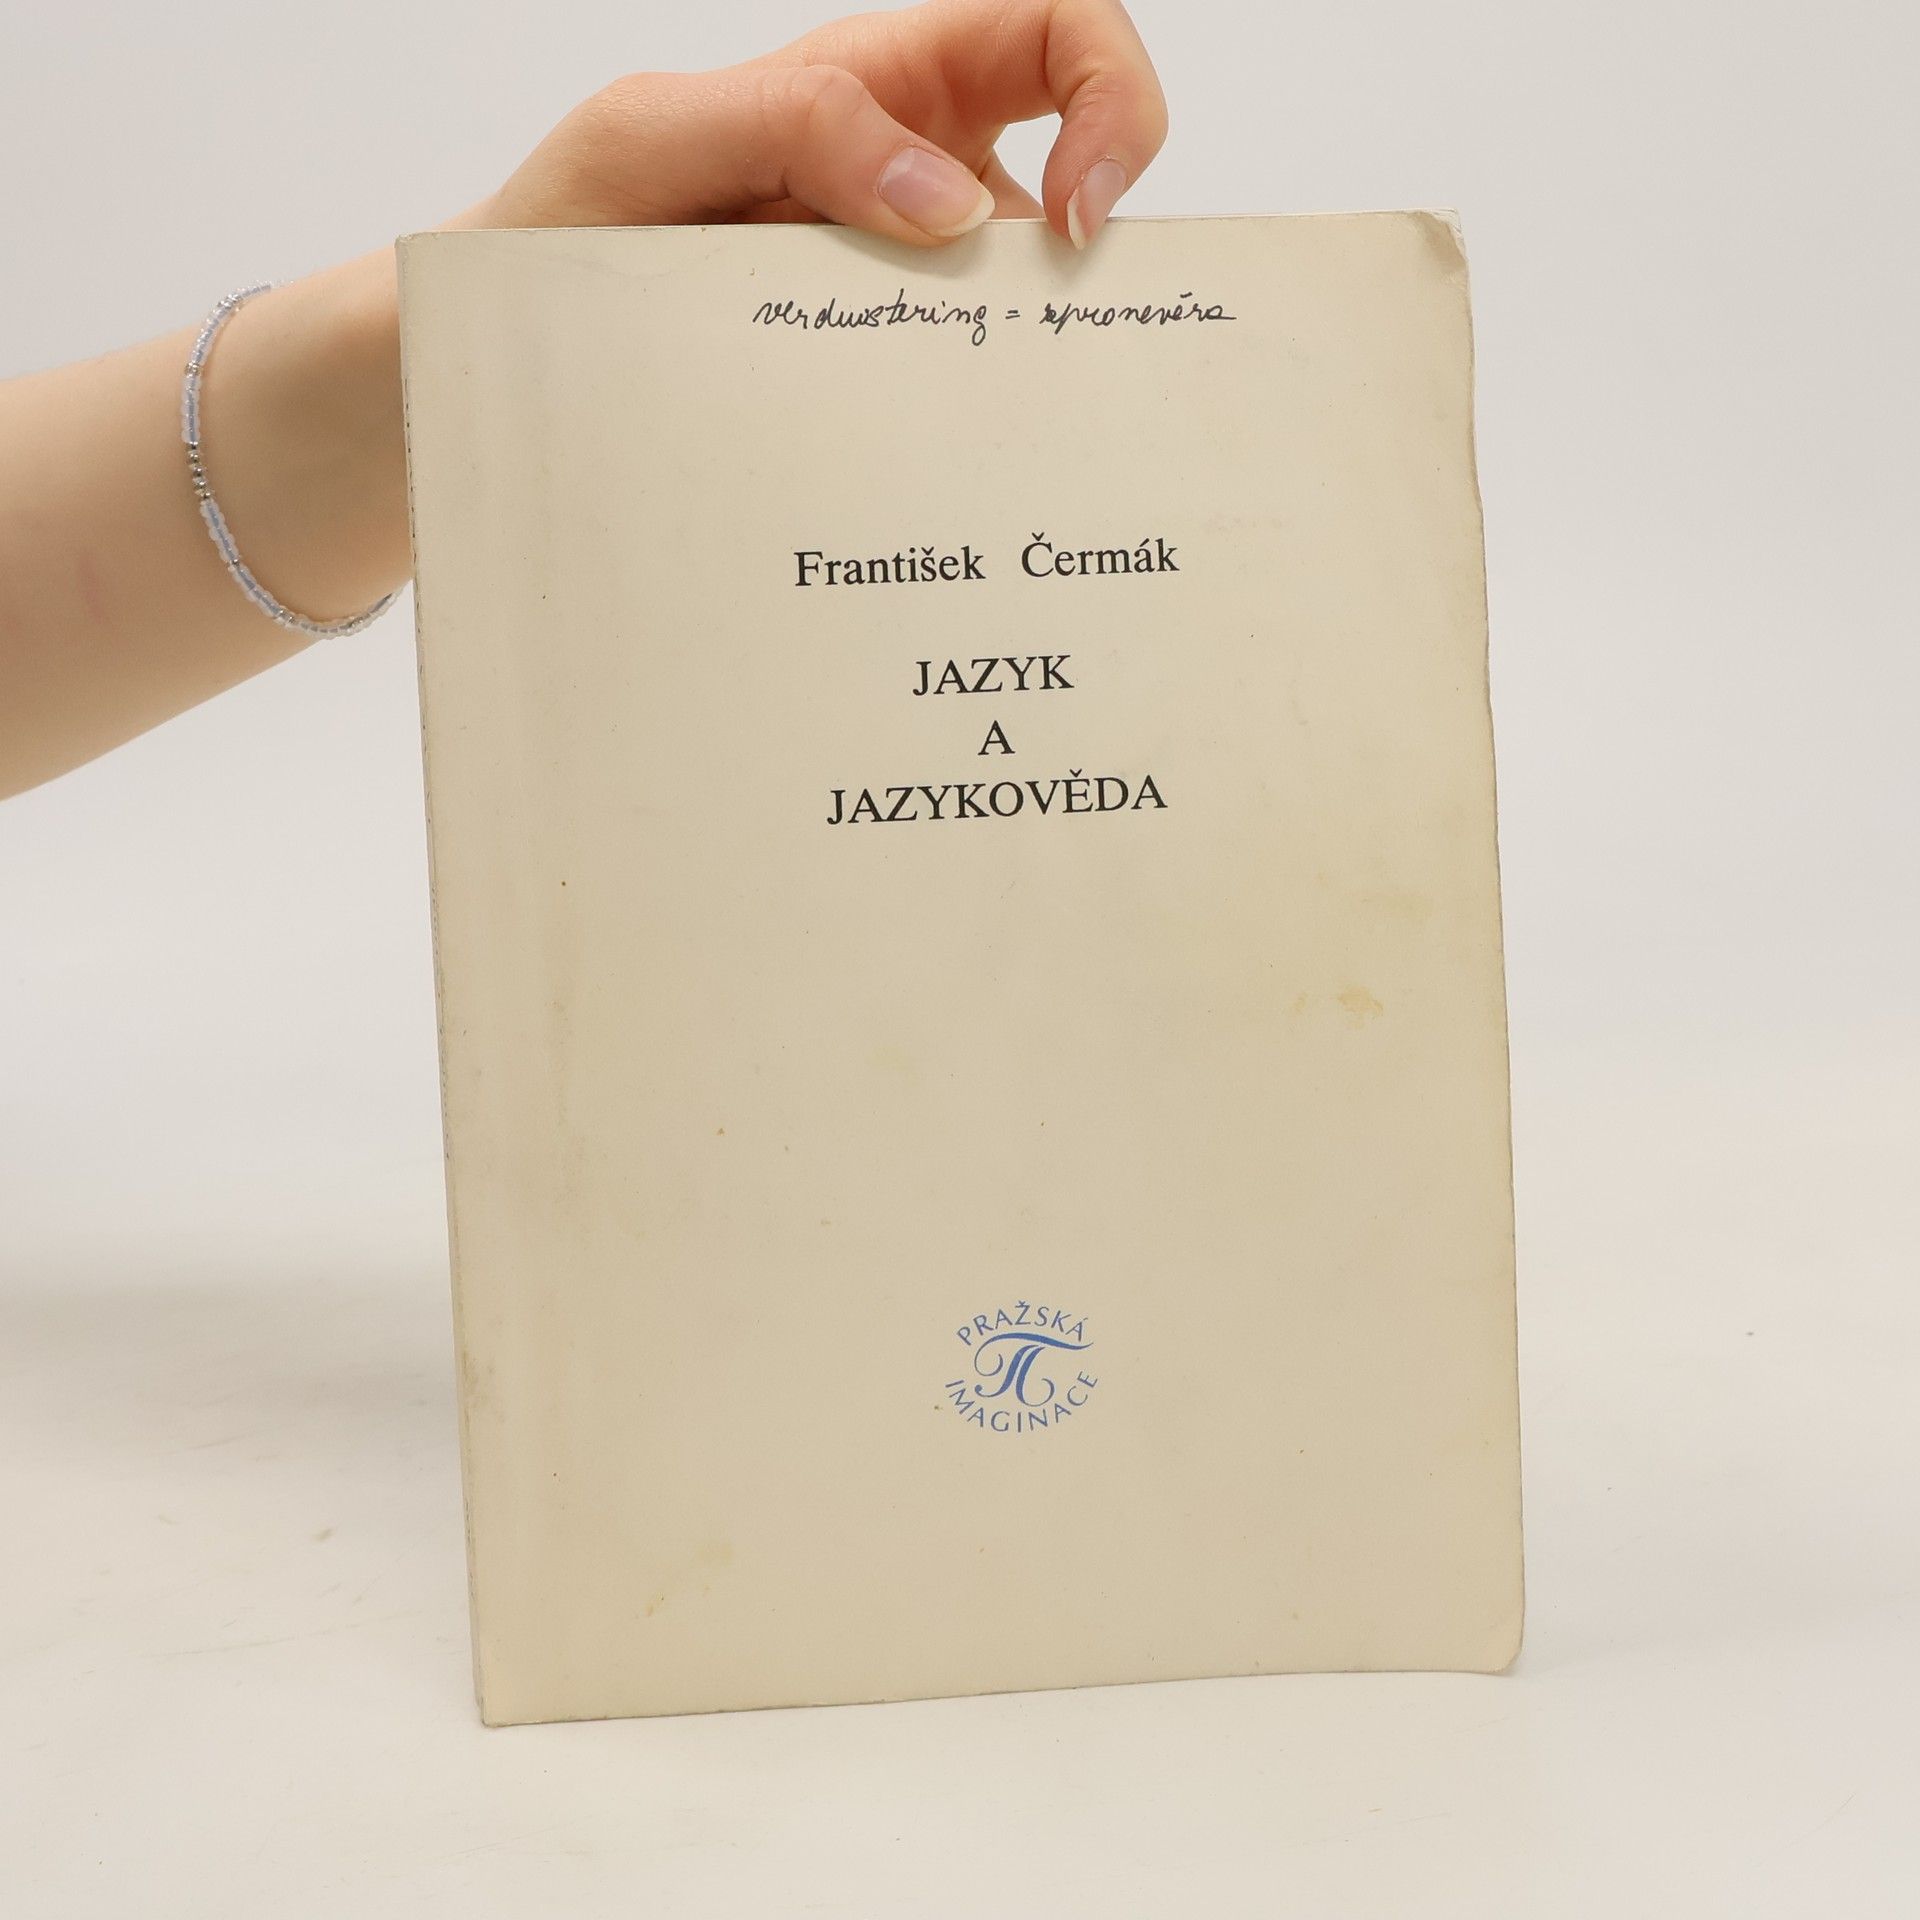 verduistering = zpronevěra
František Čermák
JAZYK
A
JAZYKOVĚDA
PRAŽSKÁ
IMAGINACE